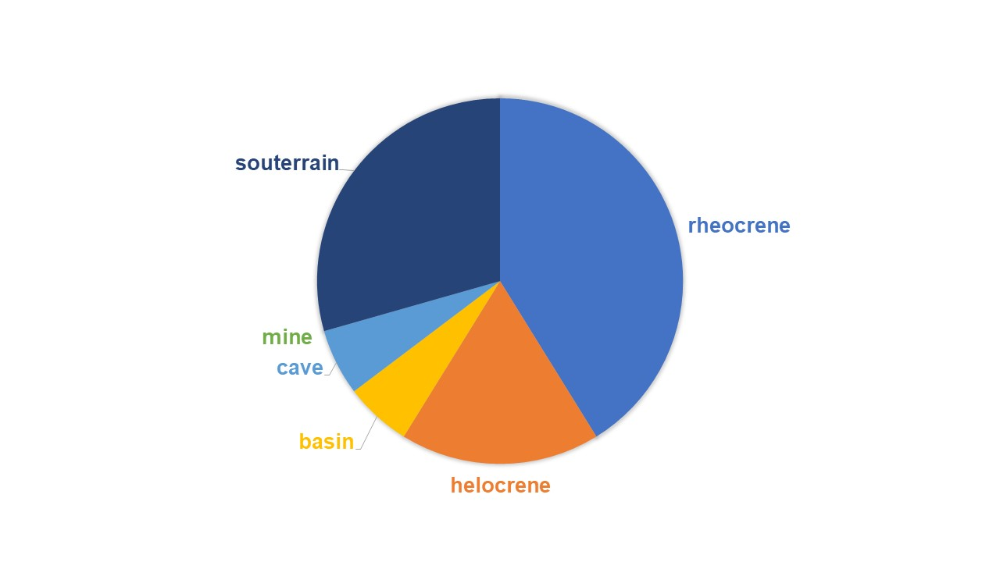 souterrain
rheocrene
mine
cave
basin
helocrene